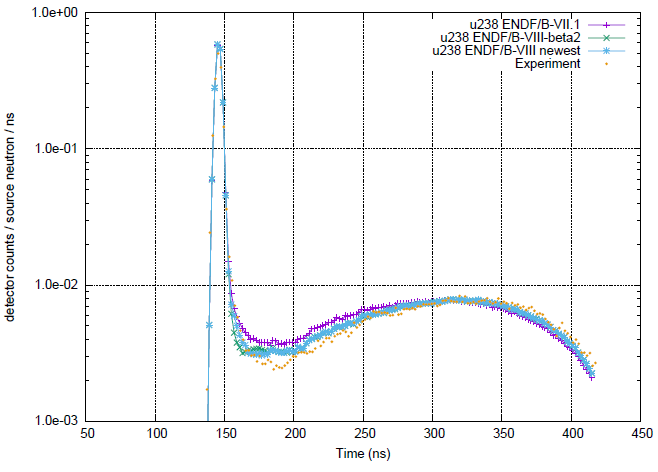 1.0e+00
1.0e-01
1.0e-02
1.0e-03
detector counts / source neutron / ns
u238 ENDF/B-VII.1
u238 ENDF/B-VIII-beta2
u238 ENDF/B-VIII newest
Experiment
50 100 150 200 250 300 350 400 450
Time (ns)